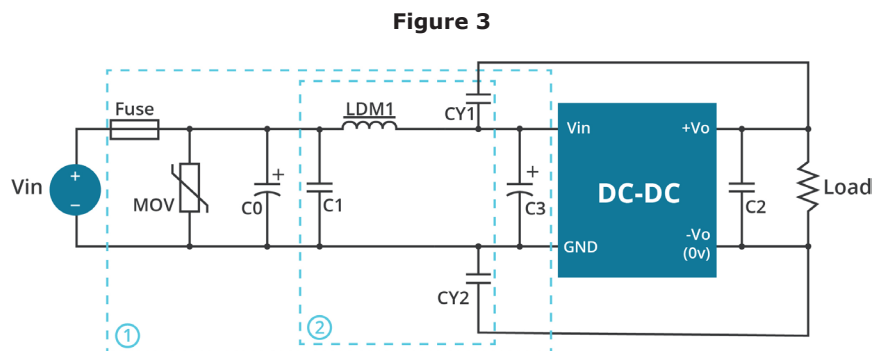 Figure 3
Fuse
LDM1
CY1
Vin
+Vo
Vin
+
−
MOV
C0
+
C1
+
C3
DC-DC
C2
Load
GND
-Vo
(0v)
CY2
1
2